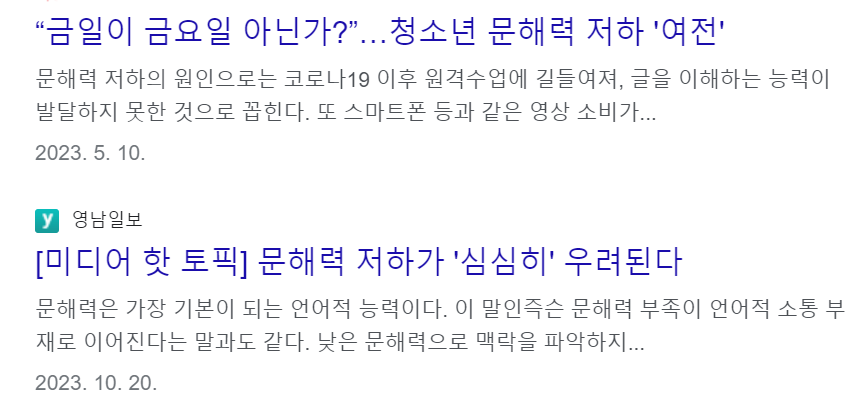 “금일이 금요일 아닌가?”…청소년 문해력 저하 '여전'
문해력 저하의 원인으로는 코로나19 이후 원격수업에 길들여져, 글을 이해하는 능력이
발달하지 못한 것으로 꼽힌다. 또 스마트폰 등과 같은 영상 소비가...
2023. 5. 10.
y 영남일보
[미디어 핫 토픽] 문해력 저하가 '심심히' 우려된다
문해력은 가장 기본이 되는 언어적 능력이다. 이 말인즉슨 문해력 부족이 언어적 소통 부
재로 이어진다는 말과도 같다. 낮은 문해력으로 맥락을 파악하지...
2023. 10. 20.